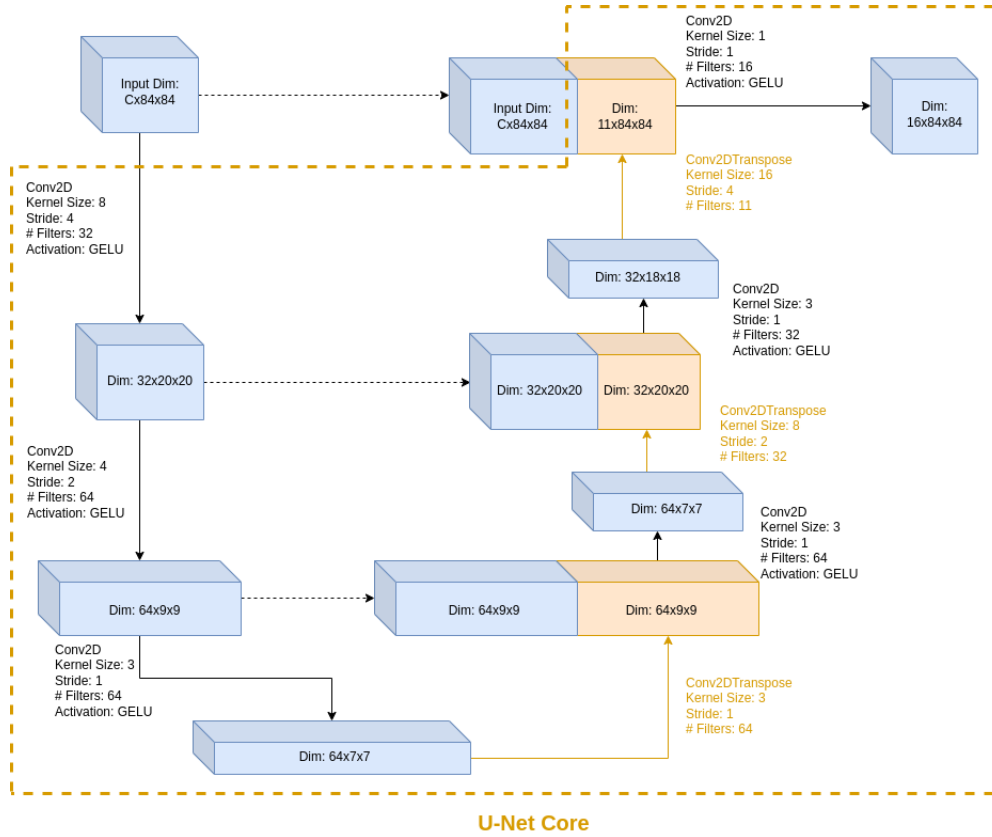 Conv2D
Kernel Size: 1
Stride: 1
# Filters: 16
Activation: GELU
Input Dim:
Cx84x84
Input Dim:
Cx84x84
Dim:
11x84x84
Dim:
16x84x84
Conv2D
Kernel Size: 8
Stride: 4
# Filters: 32
Activation: GELU
Conv2DTranspose
Kernel Size: 16
Stride: 4
# Filters: 11
Dim: 32x18x18
Conv2D
Kernel Size: 3
Stride: 1
# Filters: 32
Activation: GELU
Dim: 32x20x20
Dim: 32x20x20
Dim: 32x20x20
Conv2DTranspose
Kernel Size: 8
Stride: 2
# Filters: 32
Conv2D
Kernel Size: 4
Stride: 2
# Filters: 64
Activation: GELU
Dim: 64x7x7
Conv2D
Kernel Size: 3
Stride: 1
# Filters: 64
Activation: GELU
Dim: 64x9x9
Dim: 64x9x9
Dim: 64x9x9
Conv2D
Kernel Size: 3
Stride: 1
# Filters: 64
Activation: GELU
Conv2DTranspose
Kernel Size: 3
Stride: 1
# Filters: 64
Dim: 64x7x7
U-Net Core